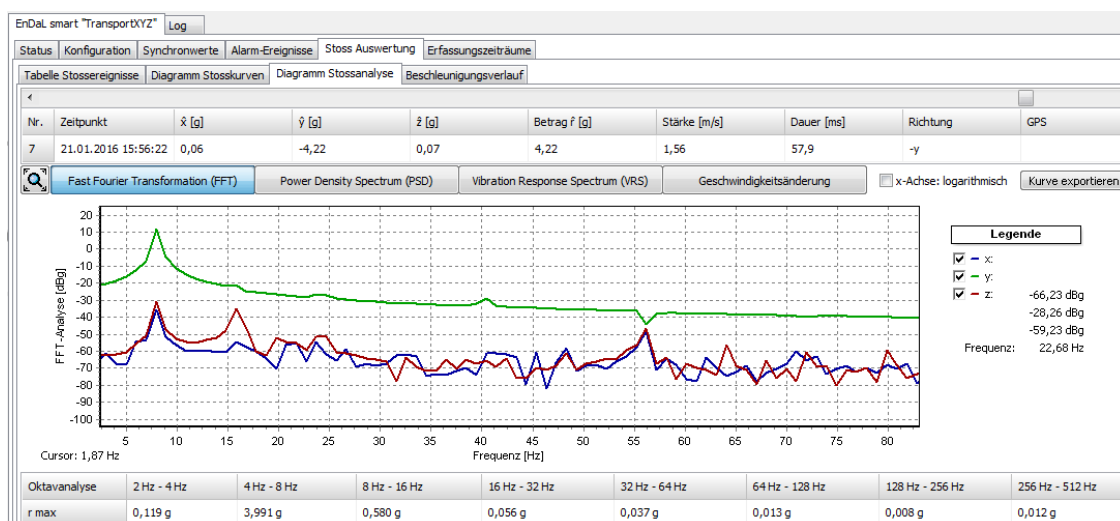 EnDaL smart "TransportXYZ" Log
Status Konfiguration Synchronwerte Alarm-Ereignisse Stoss Auswertung Erfassungszeiträume
Tabelle Stossereignisse Diagramm Stosskurven Diagramm Stossanalyse Beschleunigungsverlauf
Nr. Zeitpunkt x̂ [g] ŷ [g] ẑ [g] Betrag r̂ [g] Stärke [m/s] Dauer [ms] Richtung GPS
7 21.01.2016 15:56:22 0,06 -4,22 0,07 4,22 1,56 57,9 -y
Fast Fourier Transformation (FFT) Power Density Spectrum (PSD) Vibration Response Spectrum (VRS) Geschwindigkeitsänderung x-Achse: logarithmisch Kurve exportieren
FFT-Analyse [dBg]
20
10
0
-10
-20
-30
-40
-50
-60
-70
-80
-90
-100
5 10 15 20 25 30 35 40 45 50 55 60 65 70 75 80
Cursor: 1,87 Hz Frequenz [Hz]
Legende
x:
y:
z: -66,23 dBg
-28,26 dBg
-59,23 dBg
Frequenz: 22,68 Hz
Oktavanalyse 2 Hz - 4 Hz 4 Hz - 8 Hz 8 Hz - 16 Hz 16 Hz - 32 Hz 32 Hz - 64 Hz 64 Hz - 128 Hz 128 Hz - 256 Hz 256 Hz - 512 Hz
r max 0,119 g 3,991 g 0,580 g 0,056 g 0,037 g 0,013 g 0,008 g 0,012 g